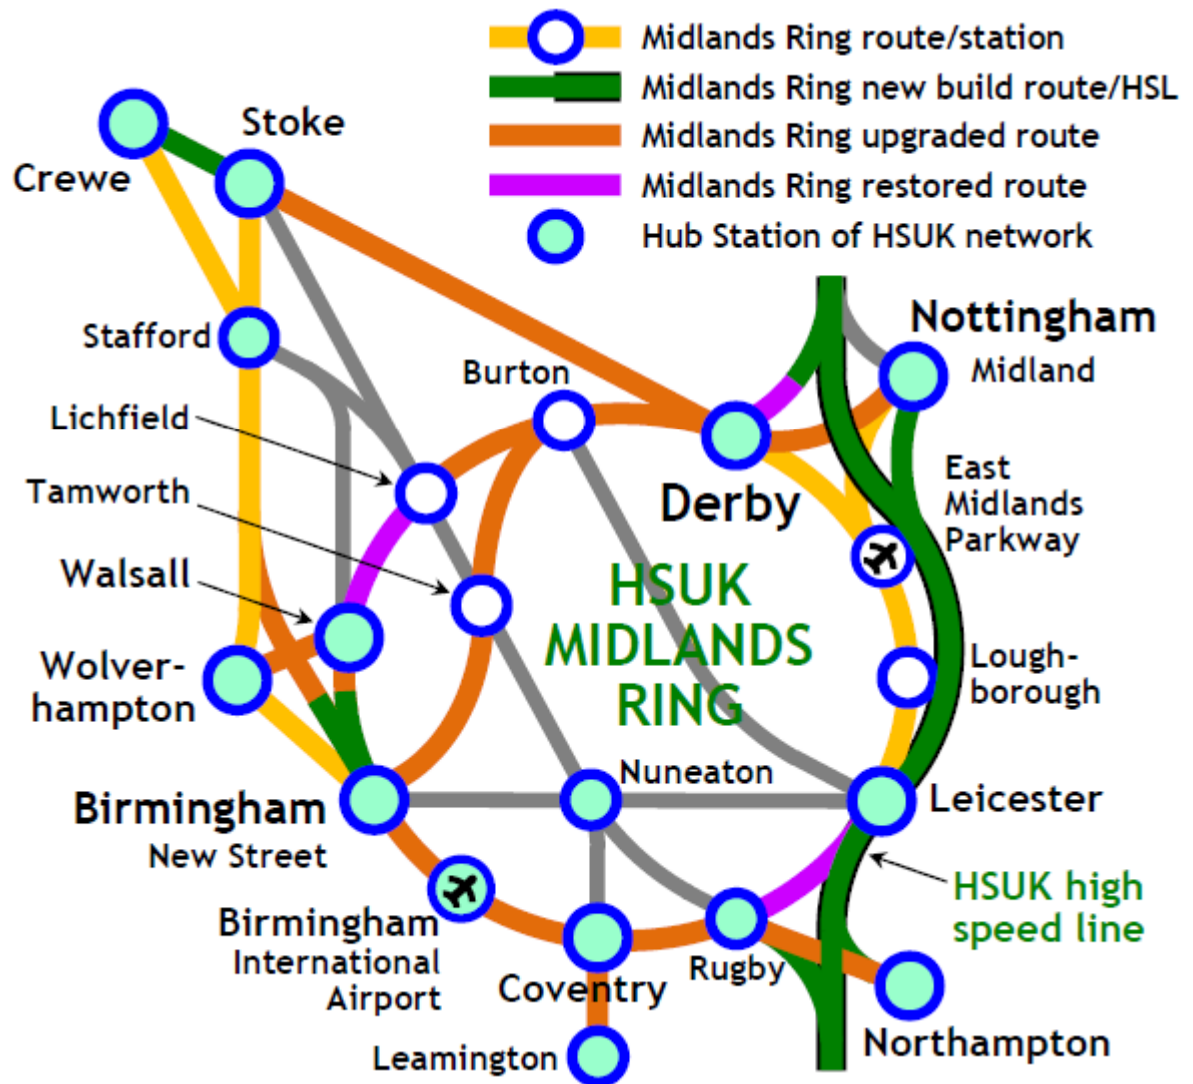 Midlands Ring route/station
Midlands Ring new build route/HSL
Midlands Ring upgraded route
Midlands Ring restored route
Hub Station of HSUK network
Stoke
Crewe
Nottingham
Midland
Stafford
Burton
Lichfield
Derby
East
Midlands
Parkway
Tamworth
Walsall
HSUK
MIDLANDS
RING
Wolver-
hampton
Lough-
borough
Nuneaton
Birmingham
New Street
Leicester
HSUK high
speed line
Birmingham
International
Airport
Coventry
Rugby
Leamington
Northampton